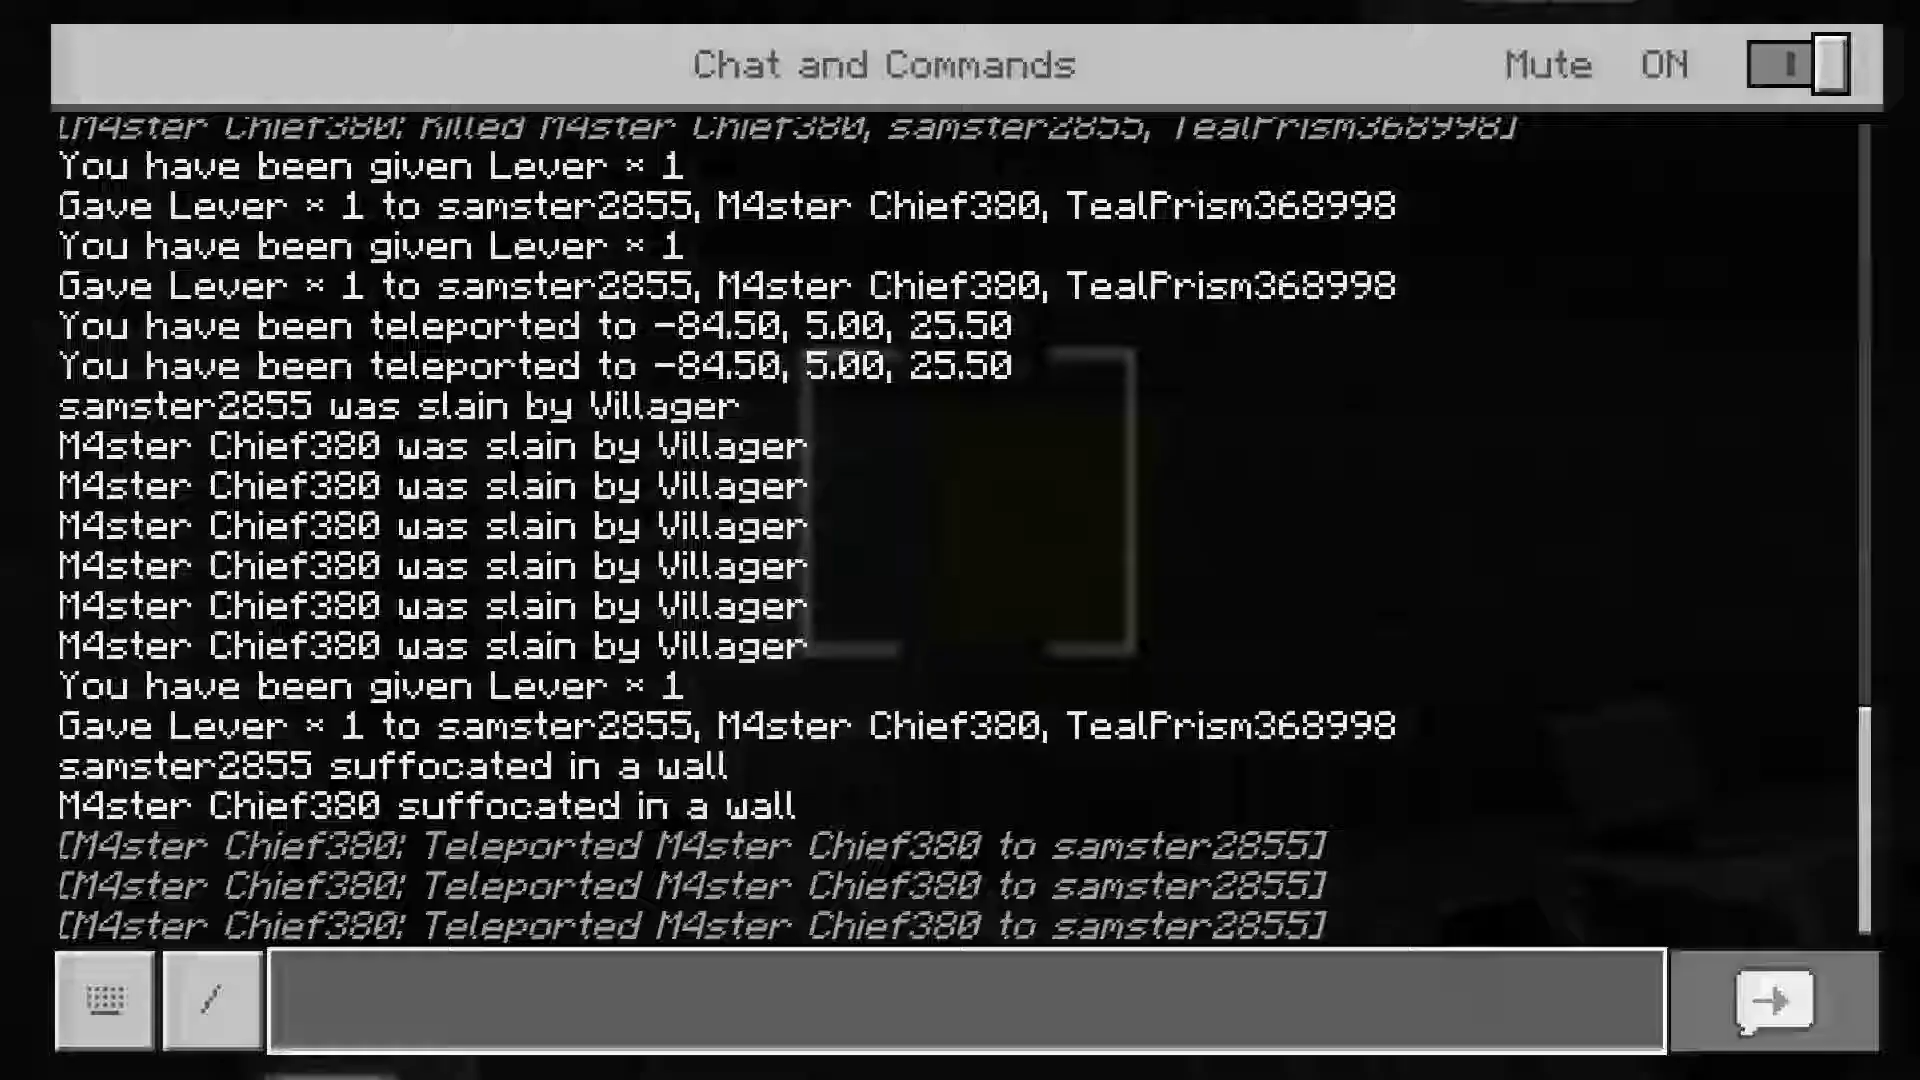 Chat and Commands
Mute ON
[M4ster Chief380: Killed M4ster Chief380, samster2855, TealPrism368998]
You have been given Lever × 1
Gave Lever × 1 to samster2855, M4ster Chief380, TealPrism368998
You have been given Lever × 1
Gave Lever × 1 to samster2855, M4ster Chief380, TealPrism368998
You have been teleported to -84.50, 5.00, 25.50
You have been teleported to -84.50, 5.00, 25.50
samster2855 was slain by Villager
M4ster Chief380 was slain by Villager
M4ster Chief380 was slain by Villager
M4ster Chief380 was slain by Villager
M4ster Chief380 was slain by Villager
M4ster Chief380 was slain by Villager
M4ster Chief380 was slain by Villager
You have been given Lever × 1
Gave Lever × 1 to samster2855, M4ster Chief380, TealPrism368998
samster2855 suffocated in a wall
M4ster Chief380 suffocated in a wall
[M4ster Chief380: Teleported M4ster Chief380 to samster2855]
[M4ster Chief380: Teleported M4ster Chief380 to samster2855]
[M4ster Chief380: Teleported M4ster Chief380 to samster2855]
/